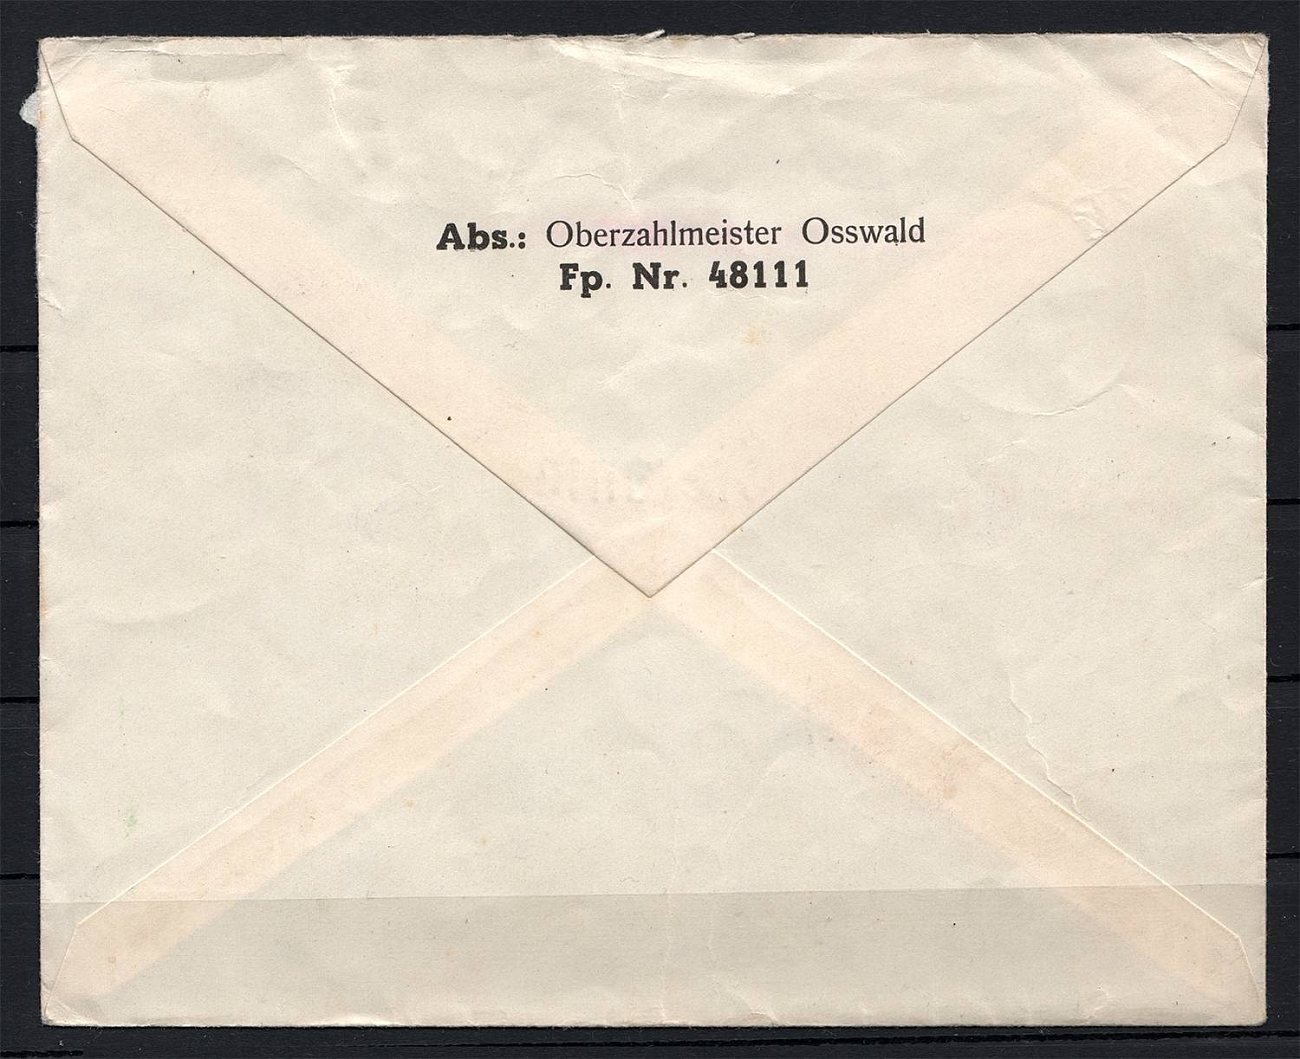 Abs.: Oberzahlmeister Osswald
Fp. Nr. 48111